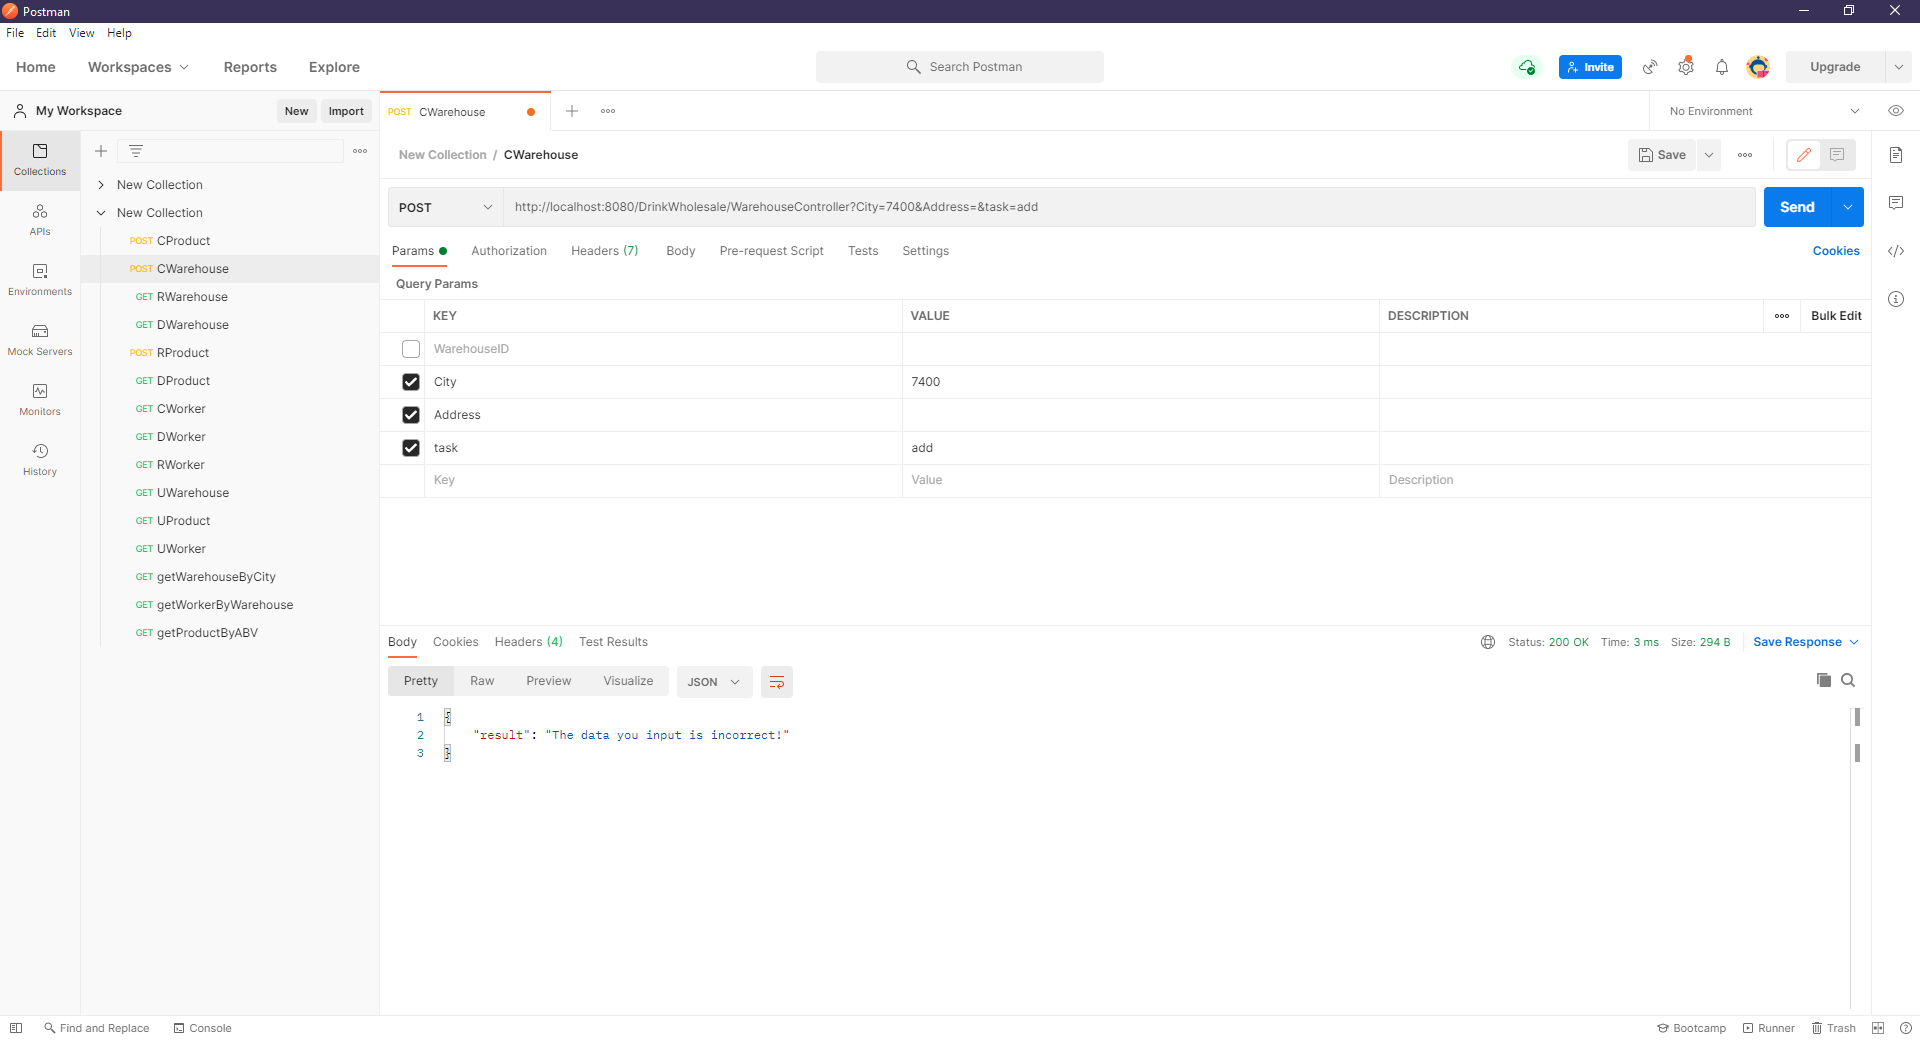 Postman
File Edit View Help
Home Workspaces Reports Explore Search Postman Invite Upgrade
My Workspace New Import POST CWarehouse No Environment
Collections
APIs
Environments
Mock Servers
Monitors
History
New Collection
New Collection
POST CProduct
POST CWarehouse
GET RWarehouse
GET DWarehouse
POST RProduct
GET DProduct
GET CWorker
GET DWorker
GET RWorker
GET UWarehouse
GET UProduct
GET UWorker
GET getWarehouseByCity
GET getWorkerByWarehouse
GET getProductByABV
New Collection / CWarehouse Save
POST http://localhost:8080/DrinkWholesale/WarehouseController?City=7400&Address=&task=add Send
Params Authorization Headers (7) Body Pre-request Script Tests Settings Cookies
Query Params
KEY VALUE DESCRIPTION Bulk Edit
WarehouseID
City 7400
Address
task add
Key Value Description
Body Cookies Headers (4) Test Results Status: 200 OK Time: 3 ms Size: 294 B Save Response
Pretty Raw Preview Visualize JSON
1 {
2 "result": "The data you input is incorrect!"
3 }
Find and Replace Console Bootcamp Runner Trash